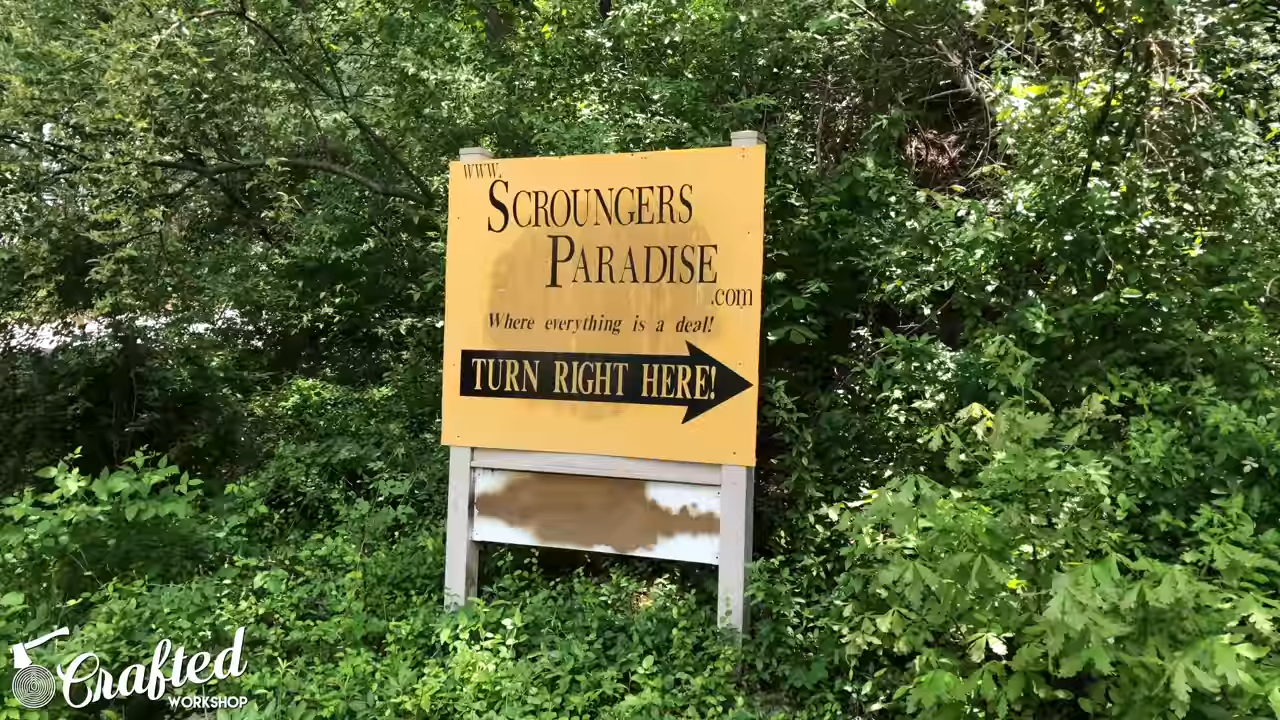 www.
SCROUNGERS
PARADISE
.com
Where everything is a deal!
TURN RIGHT HERE!
Crafted
WORKSHOP